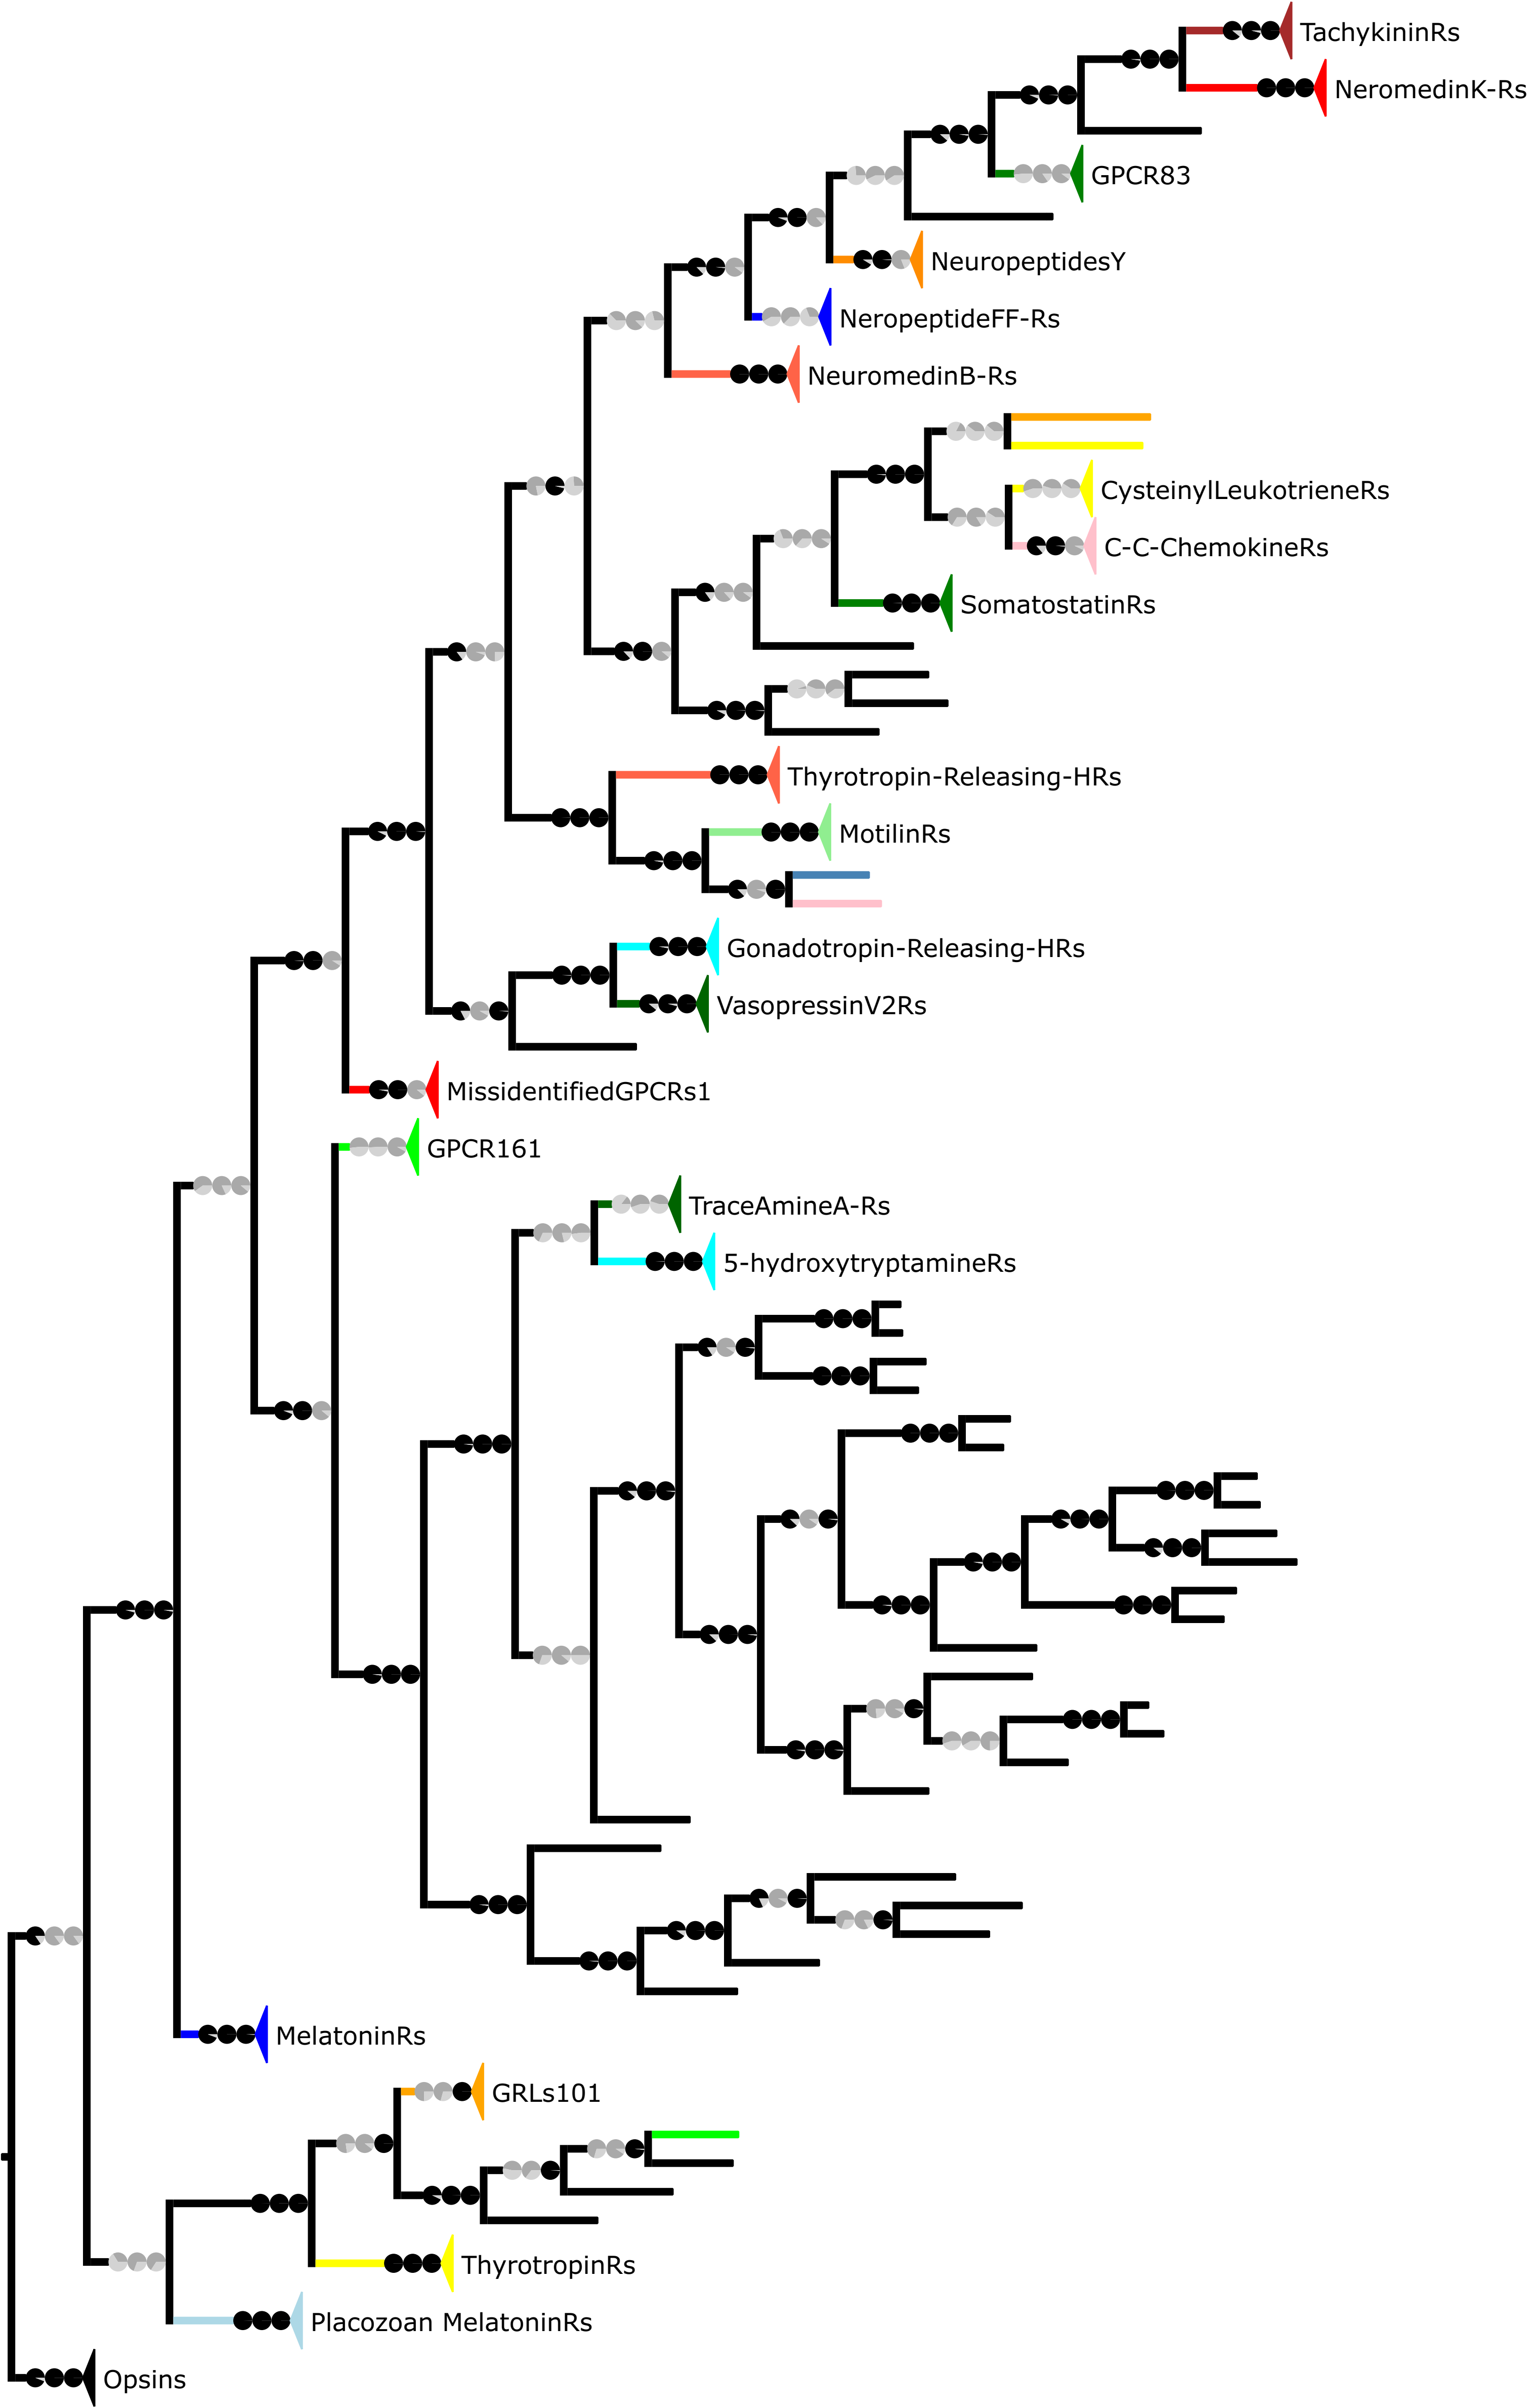 TachykininRs
NeromedinK-Rs
GPCR83
NeuropeptidesY
NeropeptideFF-Rs
NeuromedinB-Rs
CysteinylLeukotrieneRs
C-C-ChemokineRs
SomatostatinRs
Thyrotropin-Releasing-HRs
MotilinRs
Gonadotropin-Releasing-HRs
VasopressinV2Rs
MissidentifiedGPCRs1
GPCR161
TraceAmineA-Rs
5-hydroxytryptamineRs
MelatoninRs
GRLs101
ThyrotropinRs
Placozoan MelatoninRs
Opsins